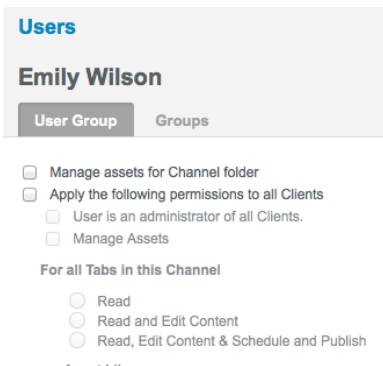 Users
Emily Wilson
User Group Groups
Manage assets for Channel folder
Apply the following permissions to all Clients
User is an administrator of all Clients.
Manage Assets
For all Tabs in this Channel
Read
Read and Edit Content
Read, Edit Content & Schedule and Publish